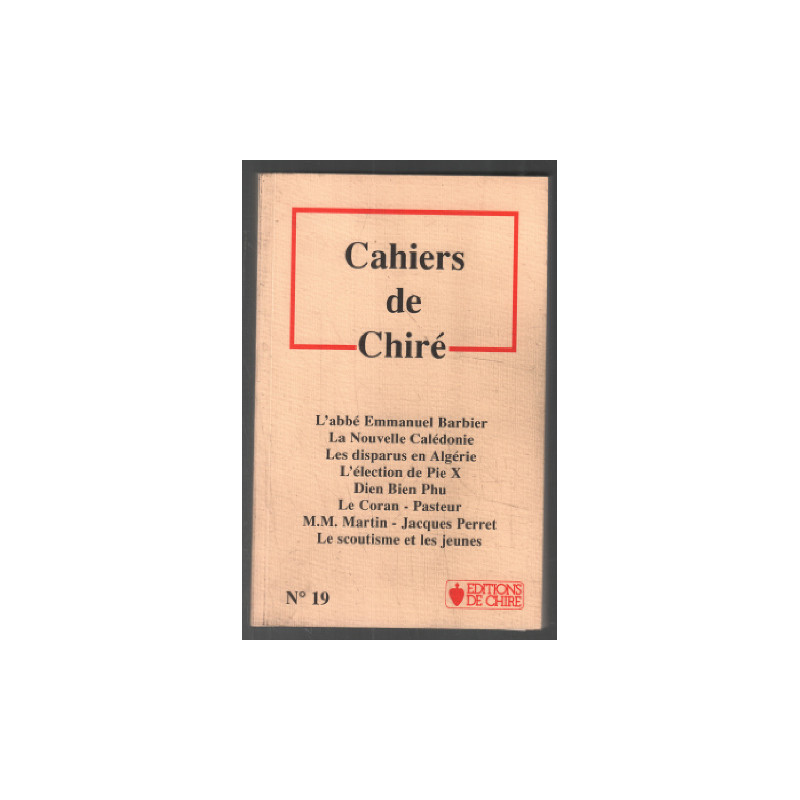 Cahiers
de
Chiré
L'abbé Emmanuel Barbier
La Nouvelle Calédonie
Les disparus en Algérie
L'élection de Pie X
Dien Bien Phu
Le Coran - Pasteur
M.M. Martin - Jacques Perret
Le scoutisme et les jeunes
N° 19
EDITIONS
DE CHIRÉ